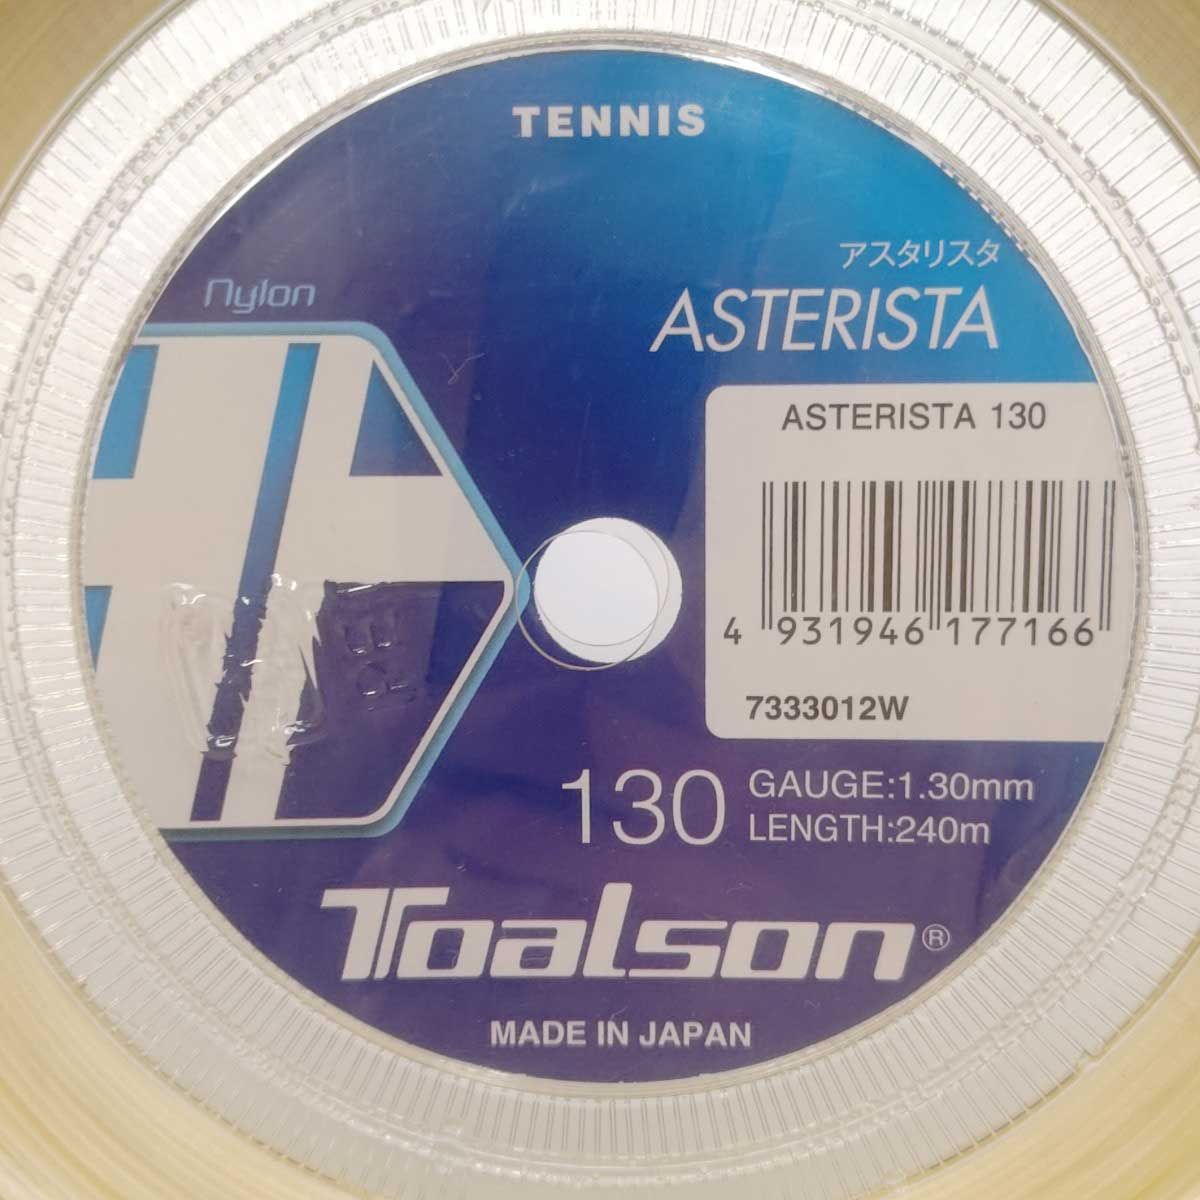 TENNIS
アスタリスタ
ASTERISTA
nylon
ASTERISTA 130
4 931946 177166
7333012W
130
GAUGE:1.30mm
LENGTH:240m
Toalson®
MADE IN JAPAN